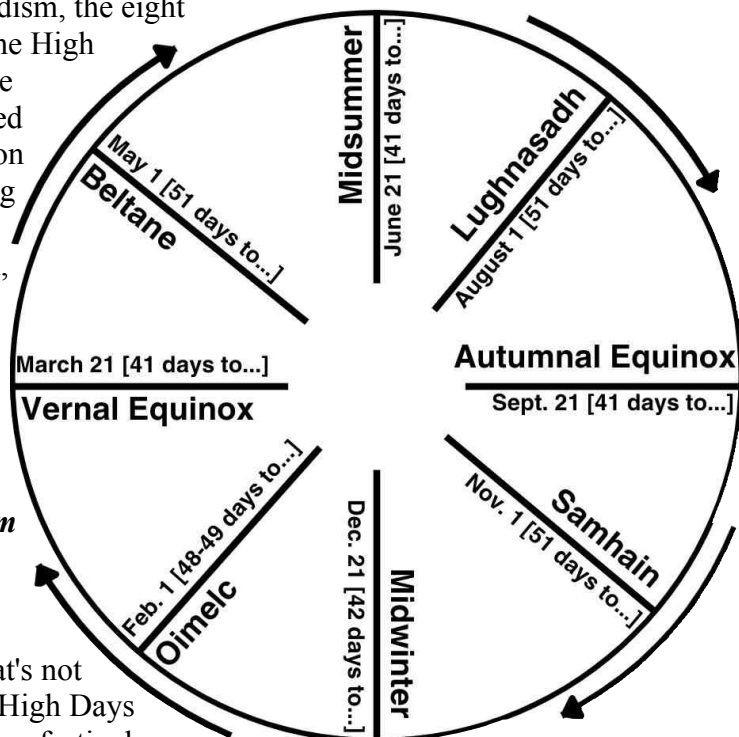 dism, the eight
he High
e
ed
on
g
Midsummer
June 21 [41 days to...]
Lughnasadh
August 1 [51 days to...]
May 1 [51 days to...]
Beltane
March 21 [41 days to...]
Vernal Equinox
Autumnal Equinox
Sept. 21 [41 days to...]
Feb. 1 [48-49 days to...]
Oimelc
Dec. 21 [42 days to...]
Midwinter
Samhain
Nov. 1 [51 days to...]
n
at's not
High Days